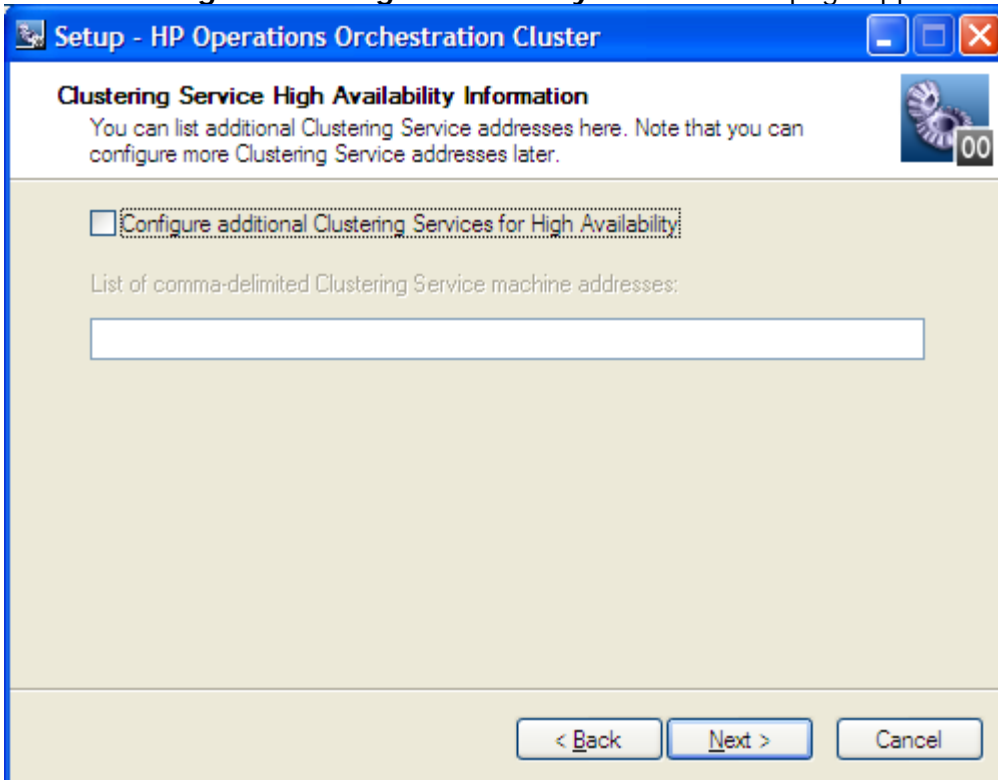 Setup - HP Operations Orchestration Cluster
Clustering Service High Availability Information
You can list additional Clustering Service addresses here. Note that you can
configure more Clustering Service addresses later.
OO
Configure additional Clustering Services for High Availability
List of comma-delimited Clustering Service machine addresses:
< Back
Next >
Cancel